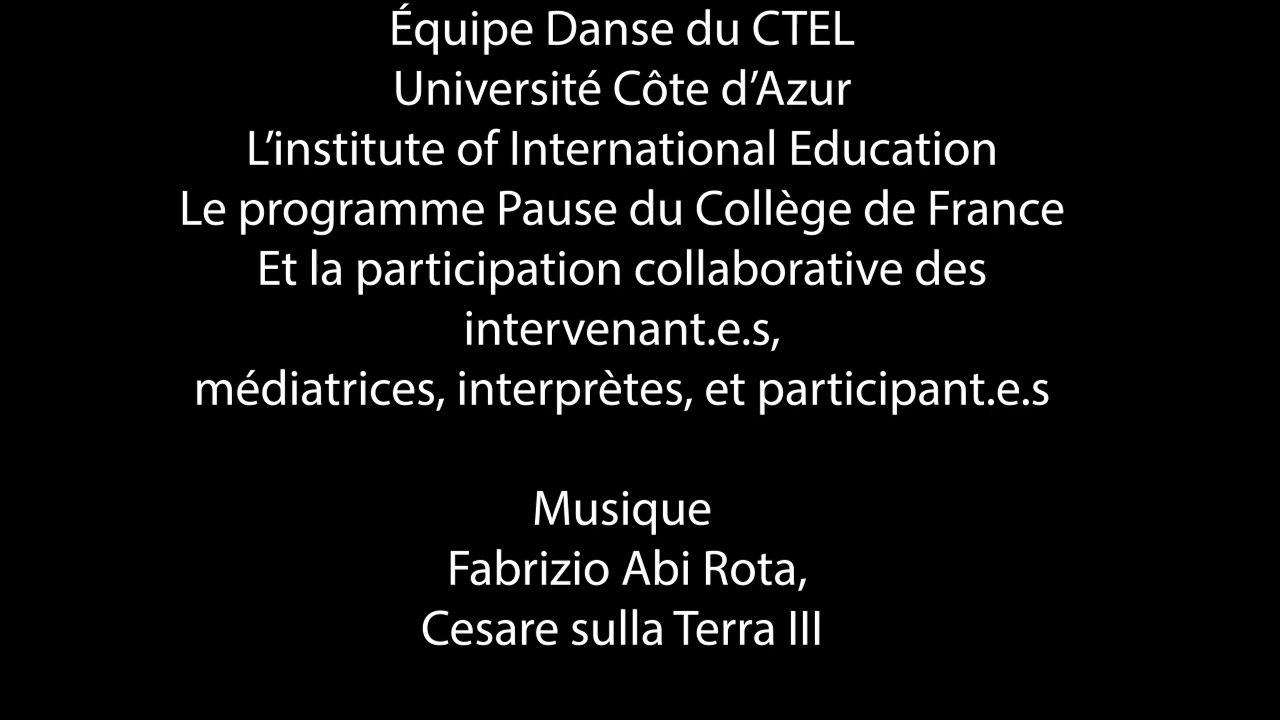 Équipe Danse du CTEL
Université Côte d’Azur
L’institute of International Education
Le programme Pause du Collège de France
Et la participation collaborative des
intervenant.e.s,
médiatrices, interprètes, et participant.e.s
Musique
Fabrizio Abi Rota,
Cesare sulla Terra III